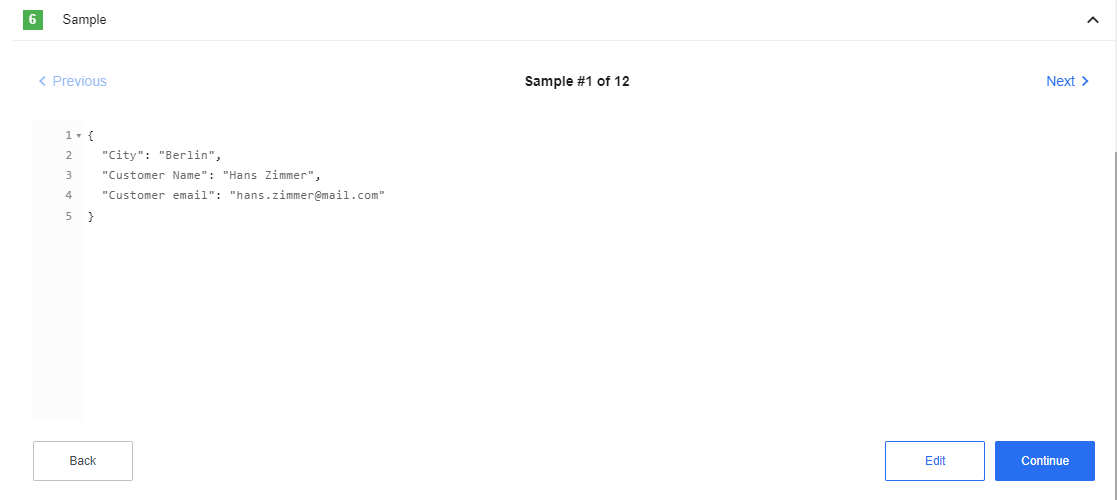 6 Sample
Previous Sample #1 of 12 Next
1 {
2 "City": "Berlin",
3 "Customer Name": "Hans Zimmer",
4 "Customer email": "hans.zimmer@mail.com"
5 }
Back Edit Continue